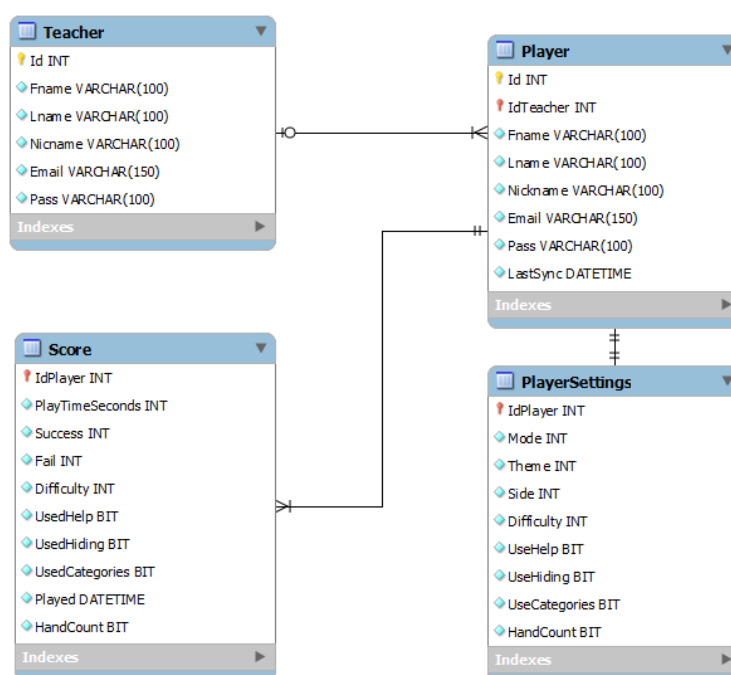 Teacher
Id INT
Fname VARCHAR(100)
Lname VARCHAR(100)
Nicname VARCHAR(100)
Email VARCHAR(150)
Pass VARCHAR(100)
Indexes
Player
Id INT
IdTeacher INT
Fname VARCHAR(100)
Lname VARCHAR(100)
Nickname VARCHAR(100)
Email VARCHAR(150)
Pass VARCHAR(100)
LastSync DATETIME
Indexes
Score
IdPlayer INT
PlayTimeSeconds INT
Success INT
Fail INT
Difficulty INT
UsedHelp BIT
UsedHiding BIT
UsedCategories BIT
Played DATETIME
HandCount BIT
Indexes
PlayerSettings
IdPlayer INT
Mode INT
Theme INT
Side INT
Difficulty INT
UseHelp BIT
UseHiding BIT
UseCategories BIT
HandCount BIT
Indexes